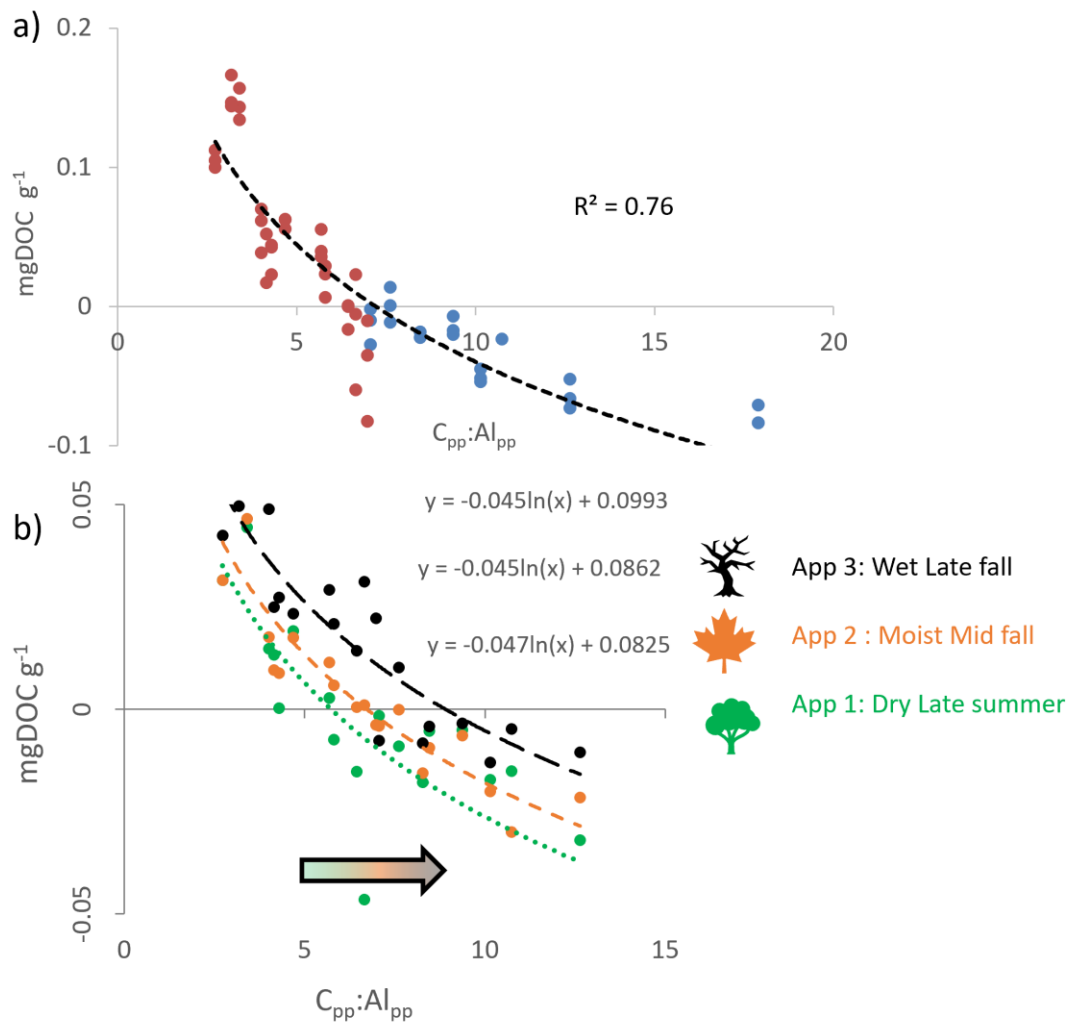 a)
0.2
0.1
0
-0.1
mgDOC g⁻¹
R² = 0.76
0 5 10 15 20
Cpp:Alpp
b)
0.05
0
-0.05
mgDOC g⁻¹
y = -0.045ln(x) + 0.0993
y = -0.045ln(x) + 0.0862
y = -0.047ln(x) + 0.0825
App 3: Wet Late fall
App 2 : Moist Mid fall
App 1: Dry Late summer
0 5 10 15
Cpp:Alpp